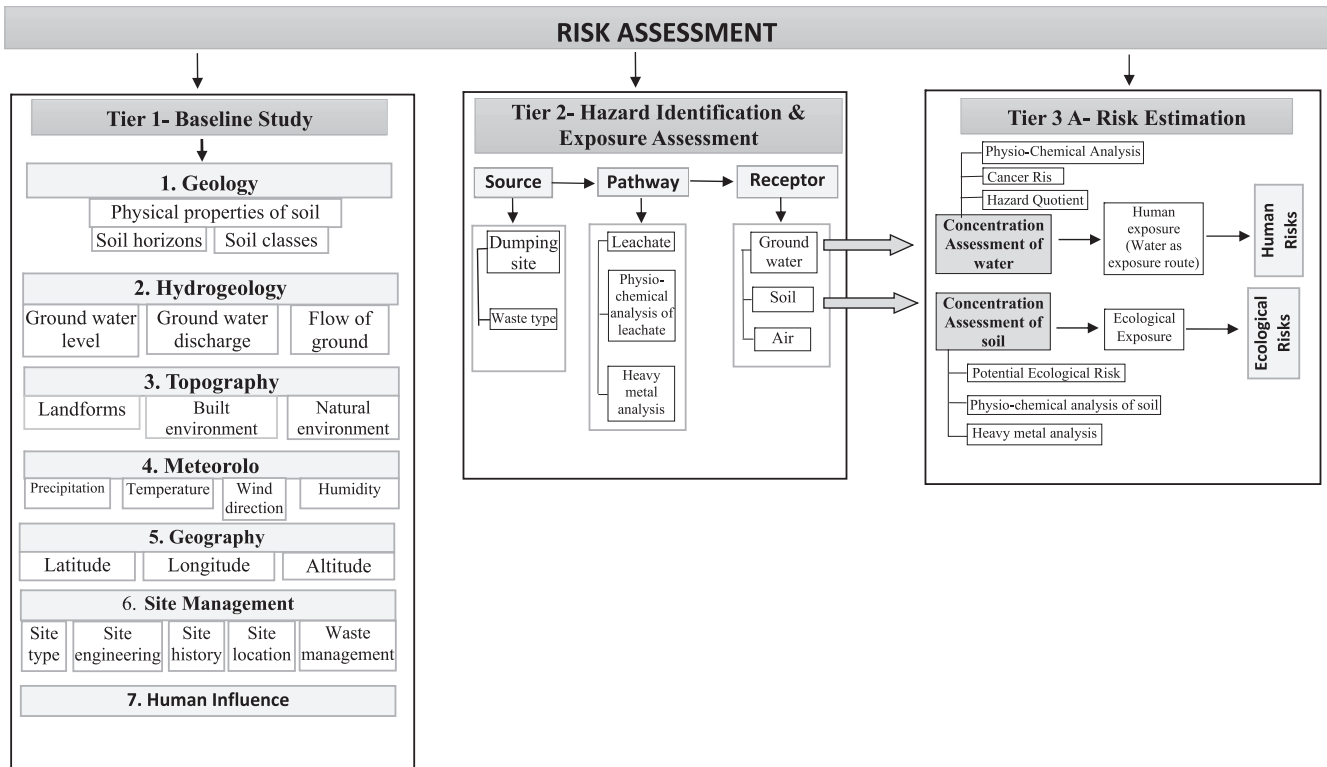 RISK ASSESSMENT
Tier 1- Baseline Study
1. Geology
Physical properties of soil
Soil horizons
Soil classes
2. Hydrogeology
Ground water
level
Ground water
discharge
Flow of
ground
3. Topography
Landforms
Built
environment
Natural
environment
4. Meteorolo
Precipitation
Temperature
Wind
direction
Humidity
5. Geography
Latitude
Longitude
Altitude
6. Site Management
Site
type
Site
engineering
Site
history
Site
location
Waste
management
7. Human Influence
Tier 2- Hazard Identification &
Exposure Assessment
Source
Pathway
Receptor
Dumping
site
Waste type
Leachate
Physio-
chemical
analysis of
leachate
Heavy metal
analysis
Ground
water
Soil
Air
Tier 3 A- Risk Estimation
Physio-Chemical Analysis
Cancer Ris
Hazard Quotient
Concentration
Assessment of
water
Human
exposure
(Water as
exposure route)
Human
Risks
Concentration
Assessment of
soil
Ecological
Exposure
Ecological
Risks
Potential Ecological Risk
Physio-chemical analysis of soil
Heavy metal analysis